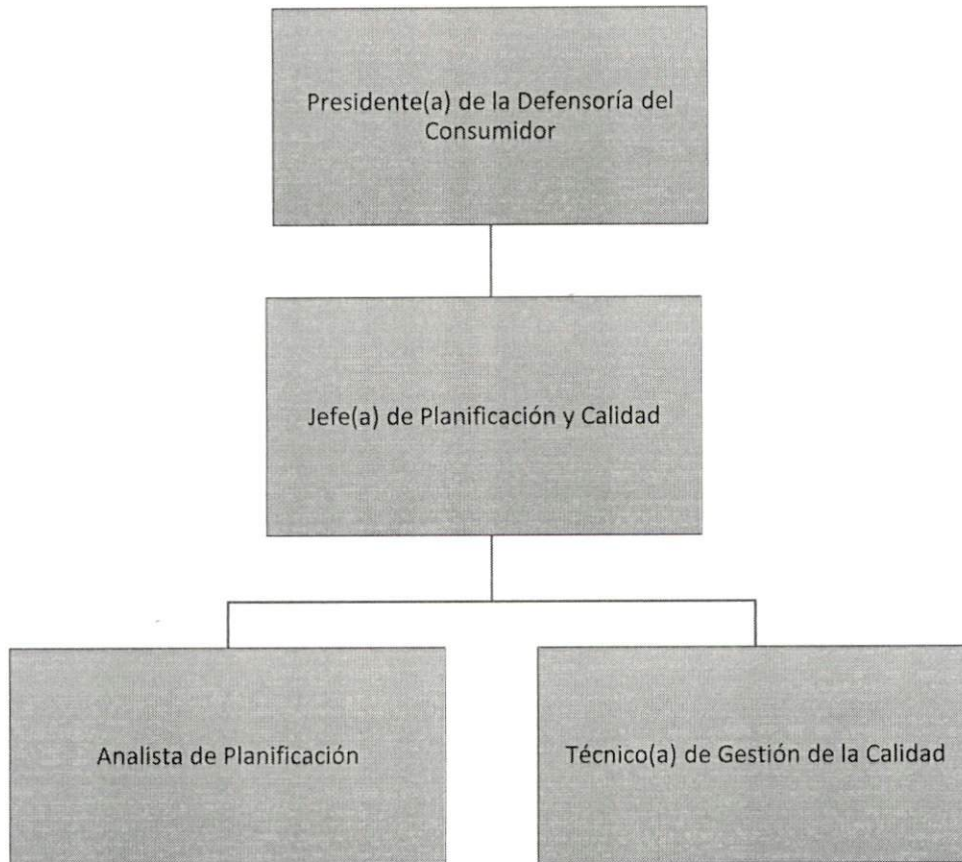 Presidente(a) de la Defensoría del
Consumidor
Jefe(a) de Planificación y Calidad
Analista de Planificación
Técnico(a) de Gestión de la Calidad